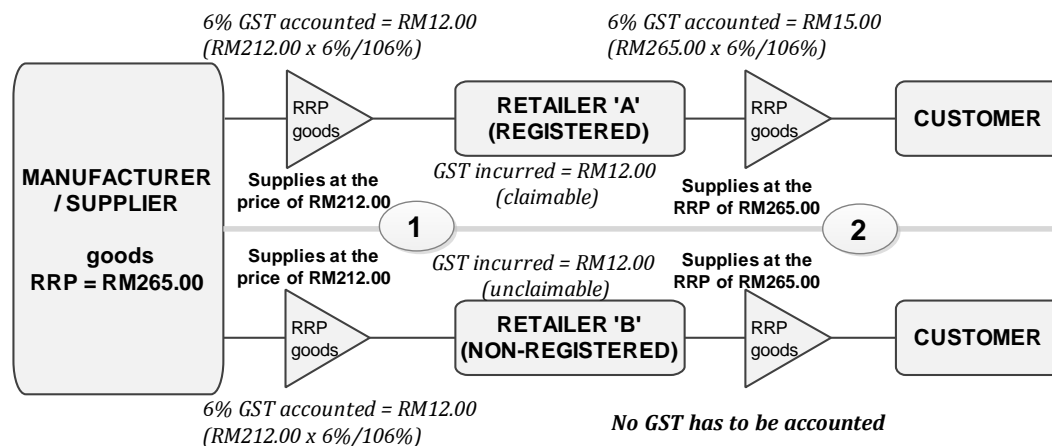 6% GST accounted = RM12.00
(RM212.00 x 6%/106%)
6% GST accounted = RM15.00
(RM265.00 x 6%/106%)
MANUFACTURER
/ SUPPLIER
goods
RRP = RM265.00
RRP
goods
RETAILER 'A'
(REGISTERED)
RRP
goods
CUSTOMER
Supplies at the
price of RM212.00
GST incurred = RM12.00
(claimable)
Supplies at the
RRP of RM265.00
1
2
Supplies at the
price of RM212.00
GST incurred = RM12.00
(unclaimable)
Supplies at the
RRP of RM265.00
RRP
goods
RETAILER 'B'
(NON-REGISTERED)
RRP
goods
CUSTOMER
6% GST accounted = RM12.00
(RM212.00 x 6%/106%)
No GST has to be accounted